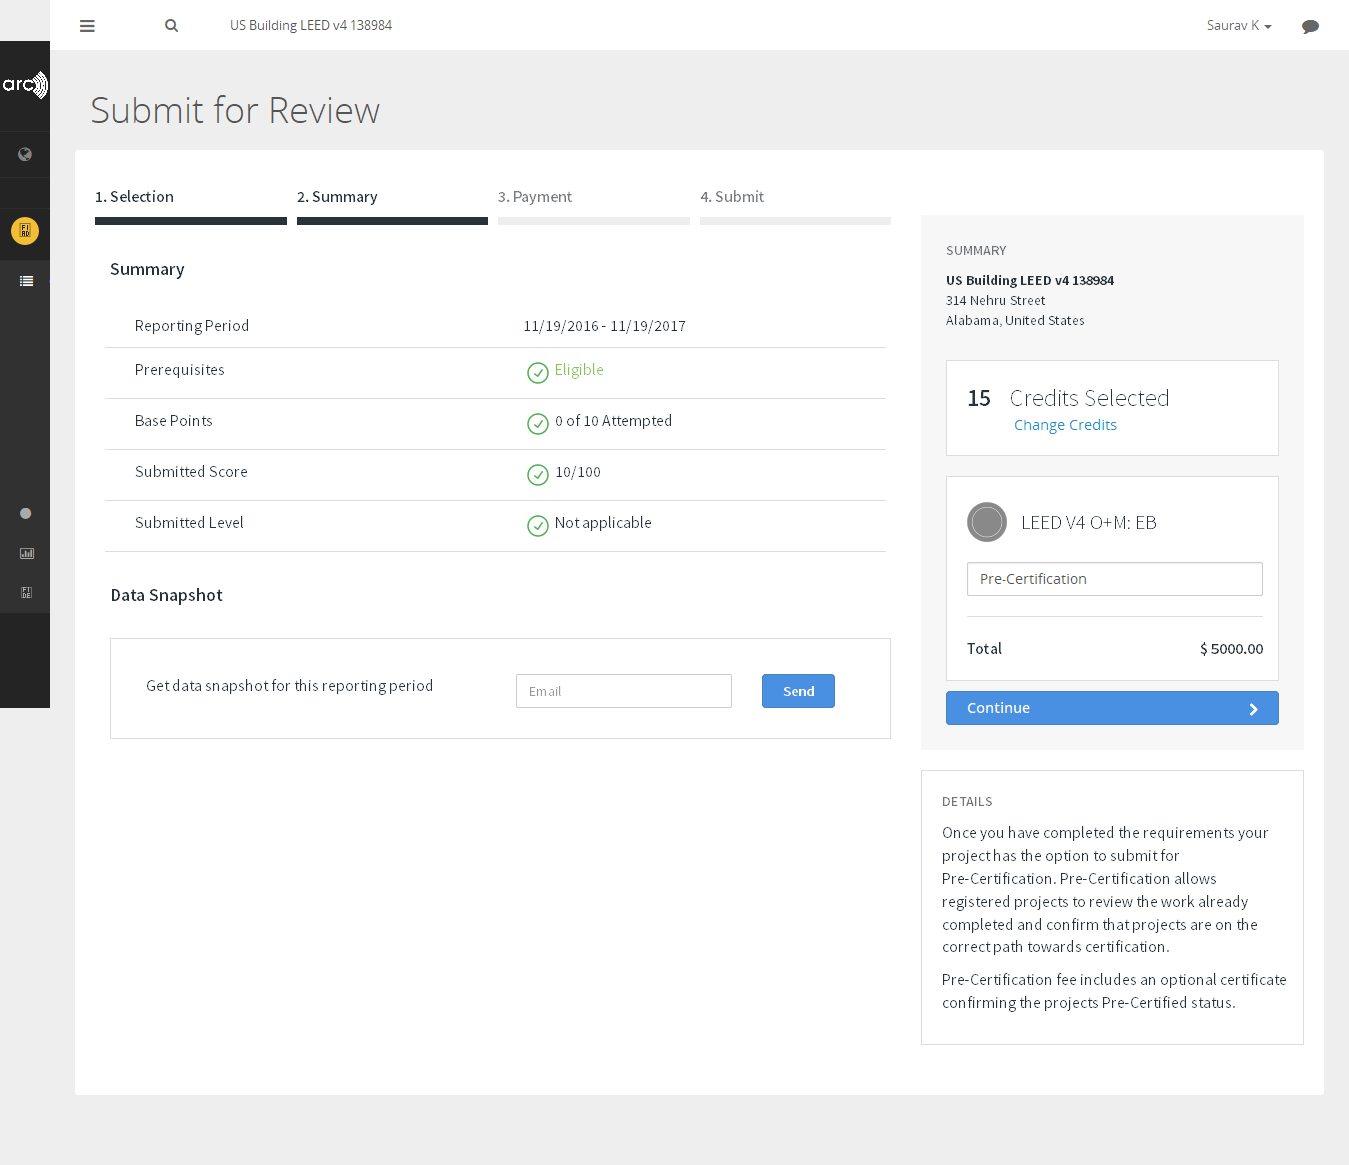 US Building LEED v4 138984
Saurav K
arc
Submit for Review
1. Selection
2. Summary
3. Payment
4. Submit
Summary
Reporting Period
11/19/2016 - 11/19/2017
Prerequisites
Eligible
Base Points
0 of 10 Attempted
Submitted Score
10/100
Submitted Level
Not applicable
Data Snapshot
Get data snapshot for this reporting period
Email
Send
SUMMARY
US Building LEED v4 138984
314 Nehru Street
Alabama, United States
15 Credits Selected
Change Credits
LEED V4 O+M: EB
Pre-Certification
Total
$ 5000.00
Continue
DETAILS
Once you have completed the requirements your
project has the option to submit for
Pre-Certification. Pre-Certification allows
registered projects to review the work already
completed and confirm that projects are on the
correct path towards certification.
Pre-Certification fee includes an optional certificate
confirming the projects Pre-Certified status.